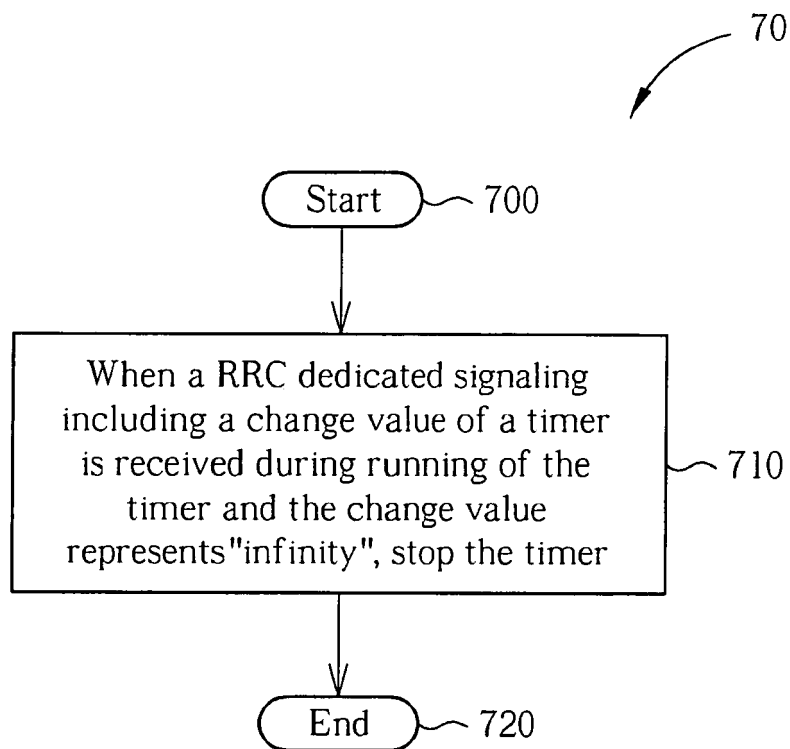 70
Start
700
When a RRC dedicated signaling
including a change value of a timer
is received during running of the
timer and the change value
represents"infinity", stop the timer
710
End
720